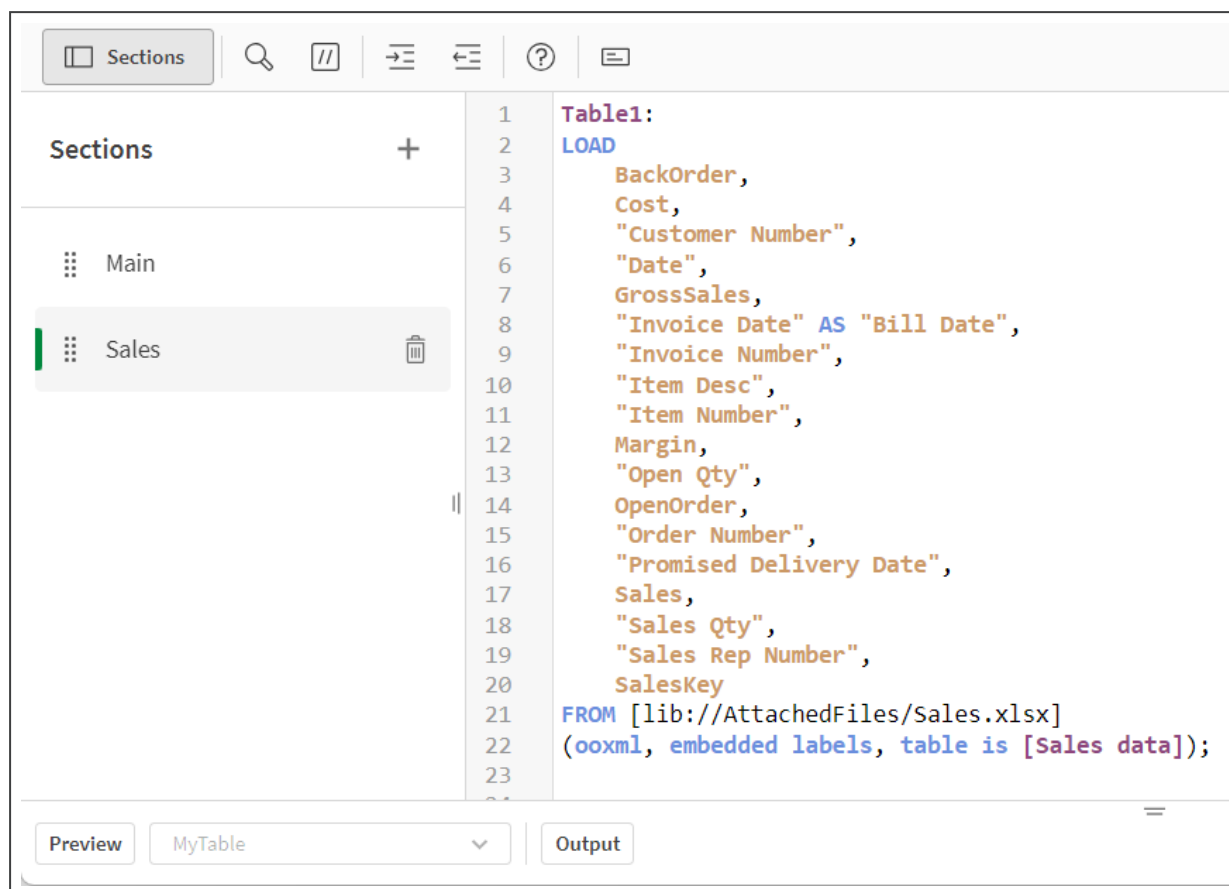 Sections
Sections
Main
Sales
1 Table1:
2 LOAD
3 BackOrder,
4 Cost,
5 "Customer Number",
6 "Date",
7 GrossSales,
8 "Invoice Date" AS "Bill Date",
9 "Invoice Number",
10 "Item Desc",
11 "Item Number",
12 Margin,
13 "Open Qty",
14 OpenOrder,
15 "Order Number",
16 "Promised Delivery Date",
17 Sales,
18 "Sales Qty",
19 "Sales Rep Number",
20 SalesKey
21 FROM [lib://AttachedFiles/Sales.xlsx]
22 (ooxml, embedded labels, table is [Sales data]);
23
Preview MyTable Output